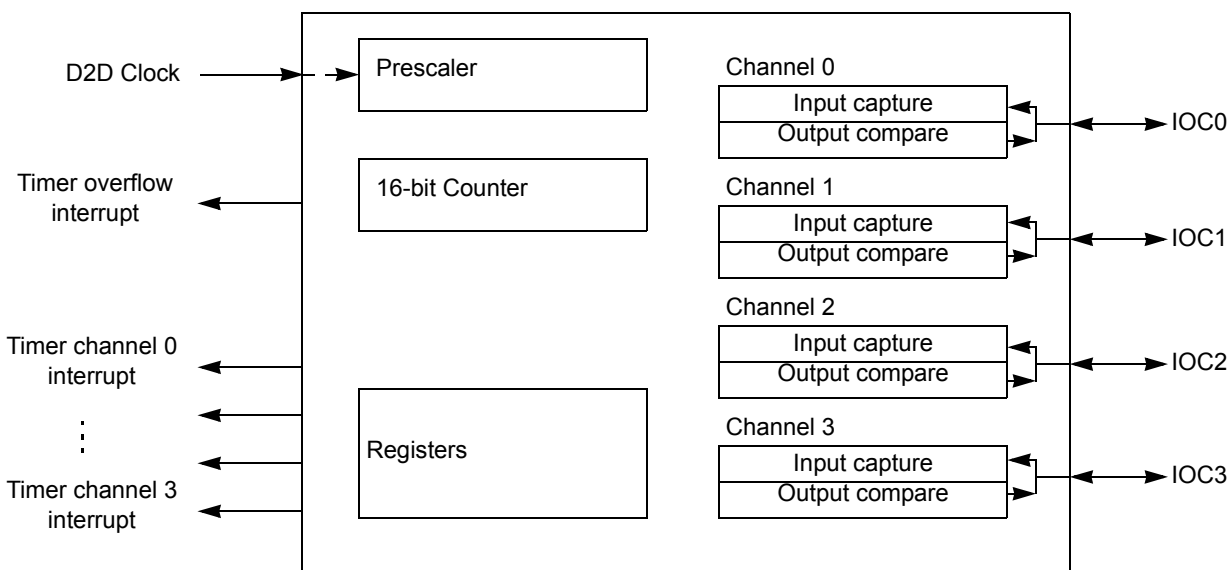 D2D Clock
Prescaler
Timer overflow
interrupt
16-bit Counter
Timer channel 0
interrupt
Timer channel 3
interrupt
Registers
Channel 0
Input capture
Output compare
IOC0
Channel 1
Input capture
Output compare
IOC1
Channel 2
Input capture
Output compare
IOC2
Channel 3
Input capture
Output compare
IOC3